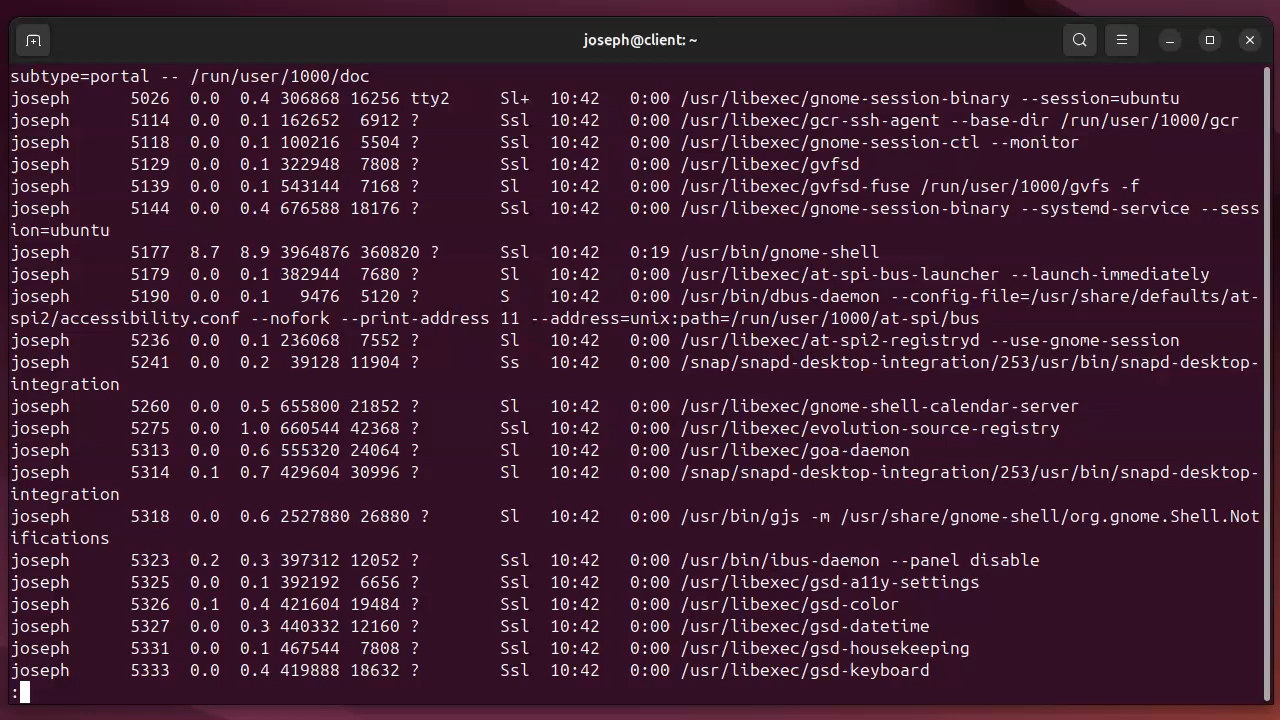 joseph@client: ~
subtype=portal -- /run/user/1000/doc
joseph      5026  0.0  0.4 306868 16256 tty2     Sl+  10:42   0:00 /usr/libexec/gnome-session-binary --session=ubuntu
joseph      5114  0.0  0.1 162652  6912 ?        Ssl  10:42   0:00 /usr/libexec/gcr-ssh-agent --base-dir /run/user/1000/gcr
joseph      5118  0.0  0.1 100216  5504 ?        Ssl  10:42   0:00 /usr/libexec/gnome-session-ctl --monitor
joseph      5129  0.0  0.1 322948  7808 ?        Ssl  10:42   0:00 /usr/libexec/gvfsd
joseph      5139  0.0  0.1 543144  7168 ?        Sl   10:42   0:00 /usr/libexec/gvfsd-fuse /run/user/1000/gvfs -f
joseph      5144  0.0  0.4 676588 18176 ?        Ssl  10:42   0:00 /usr/libexec/gnome-session-binary --systemd-service --sess
ion=ubuntu
joseph      5177  8.7  8.9 3964876 360820 ?      Ssl  10:42   0:19 /usr/bin/gnome-shell
joseph      5179  0.0  0.1 382944  7680 ?        Sl   10:42   0:00 /usr/libexec/at-spi-bus-launcher --launch-immediately
joseph      5190  0.0  0.1   9476  5120 ?        S    10:42   0:00 /usr/bin/dbus-daemon --config-file=/usr/share/defaults/at-
spi2/accessibility.conf --nofork --print-address 11 --address=unix:path=/run/user/1000/at-spi/bus
joseph      5236  0.0  0.1 236068  7552 ?        Sl   10:42   0:00 /usr/libexec/at-spi2-registryd --use-gnome-session
joseph      5241  0.0  0.2  39128 11904 ?        Ss   10:42   0:00 /snap/snapd-desktop-integration/253/usr/bin/snapd-desktop-
integration
joseph      5260  0.0  0.5 655800 21852 ?        Sl   10:42   0:00 /usr/libexec/gnome-shell-calendar-server
joseph      5275  0.0  1.0 660544 42368 ?        Ssl  10:42   0:00 /usr/libexec/evolution-source-registry
joseph      5313  0.0  0.6 555320 24064 ?        Sl   10:42   0:00 /usr/libexec/goa-daemon
joseph      5314  0.1  0.7 429604 30996 ?        Sl   10:42   0:00 /snap/snapd-desktop-integration/253/usr/bin/snapd-desktop-
integration
joseph      5318  0.0  0.6 2527880 26880 ?       Sl   10:42   0:00 /usr/bin/gjs -m /usr/share/gnome-shell/org.gnome.Shell.Not
ifications
joseph      5323  0.2  0.3 397312 12052 ?        Ssl  10:42   0:00 /usr/bin/ibus-daemon --panel disable
joseph      5325  0.0  0.1 392192  6656 ?        Ssl  10:42   0:00 /usr/libexec/gsd-a11y-settings
joseph      5326  0.1  0.4 421604 19484 ?        Ssl  10:42   0:00 /usr/libexec/gsd-color
joseph      5327  0.0  0.3 440332 12160 ?        Ssl  10:42   0:00 /usr/libexec/gsd-datetime
joseph      5331  0.0  0.1 467544  7808 ?        Ssl  10:42   0:00 /usr/libexec/gsd-housekeeping
joseph      5333  0.0  0.4 419888 18632 ?        Ssl  10:42   0:00 /usr/libexec/gsd-keyboard
: